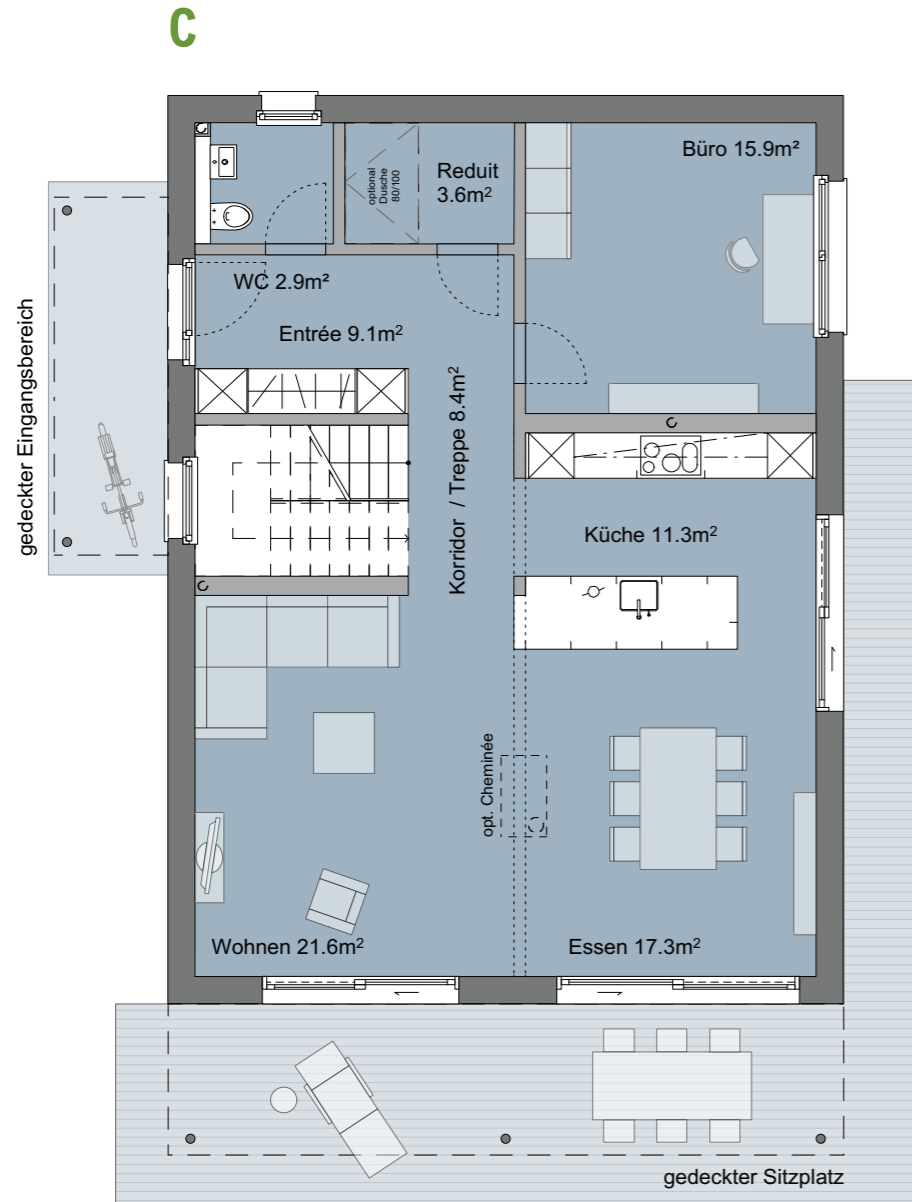 C
Büro 15.9m²
Reduit
3.6m²
optional
Dusche
80/100
WC 2.9m²
Entrée 9.1m²
gedeckter Eingangsbereich
Korridor / Treppe 8.4m²
Küche 11.3m²
opt. Cheminée
Wohnen 21.6m²
Essen 17.3m²
gedeckter Sitzplatz